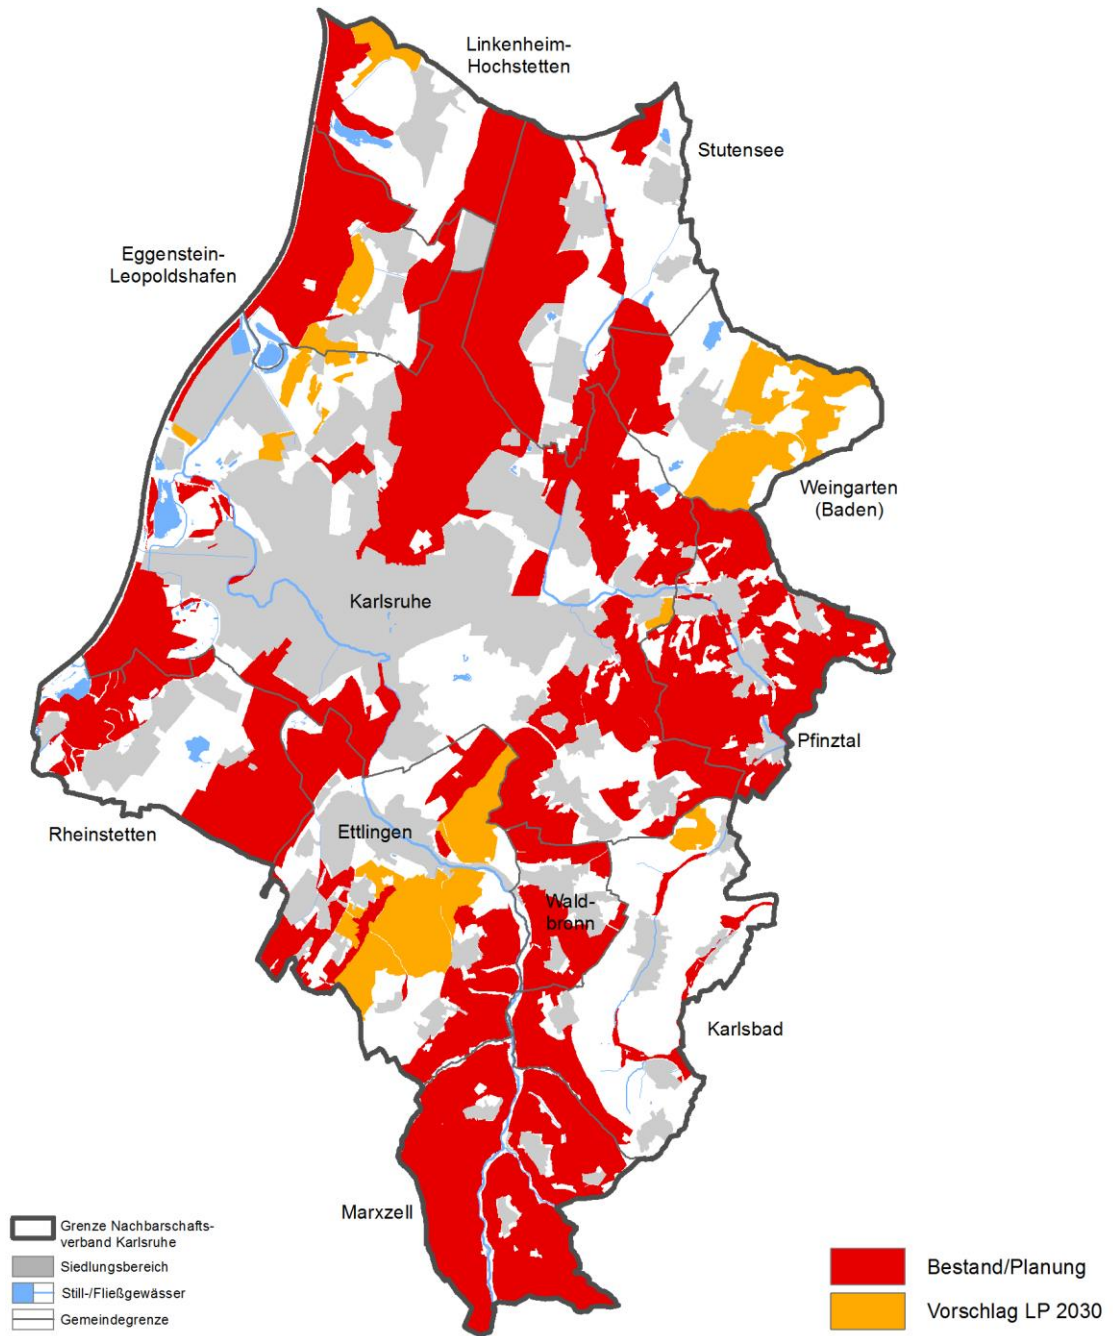 Linkenheim-
Hochstetten
Stutensee
Eggenstein-
Leopoldshafen
Weingarten
(Baden)
Karlsruhe
Pfinztal
Rheinstetten
Ettlingen
Wald-
bronn
Karlsbad
Marxzell
Grenze Nachbarschafts-
verband Karlsruhe
Siedlungsbereich
Still-/Fließgewässer
Gemeindegrenze
Bestand/Planung
Vorschlag LP 2030